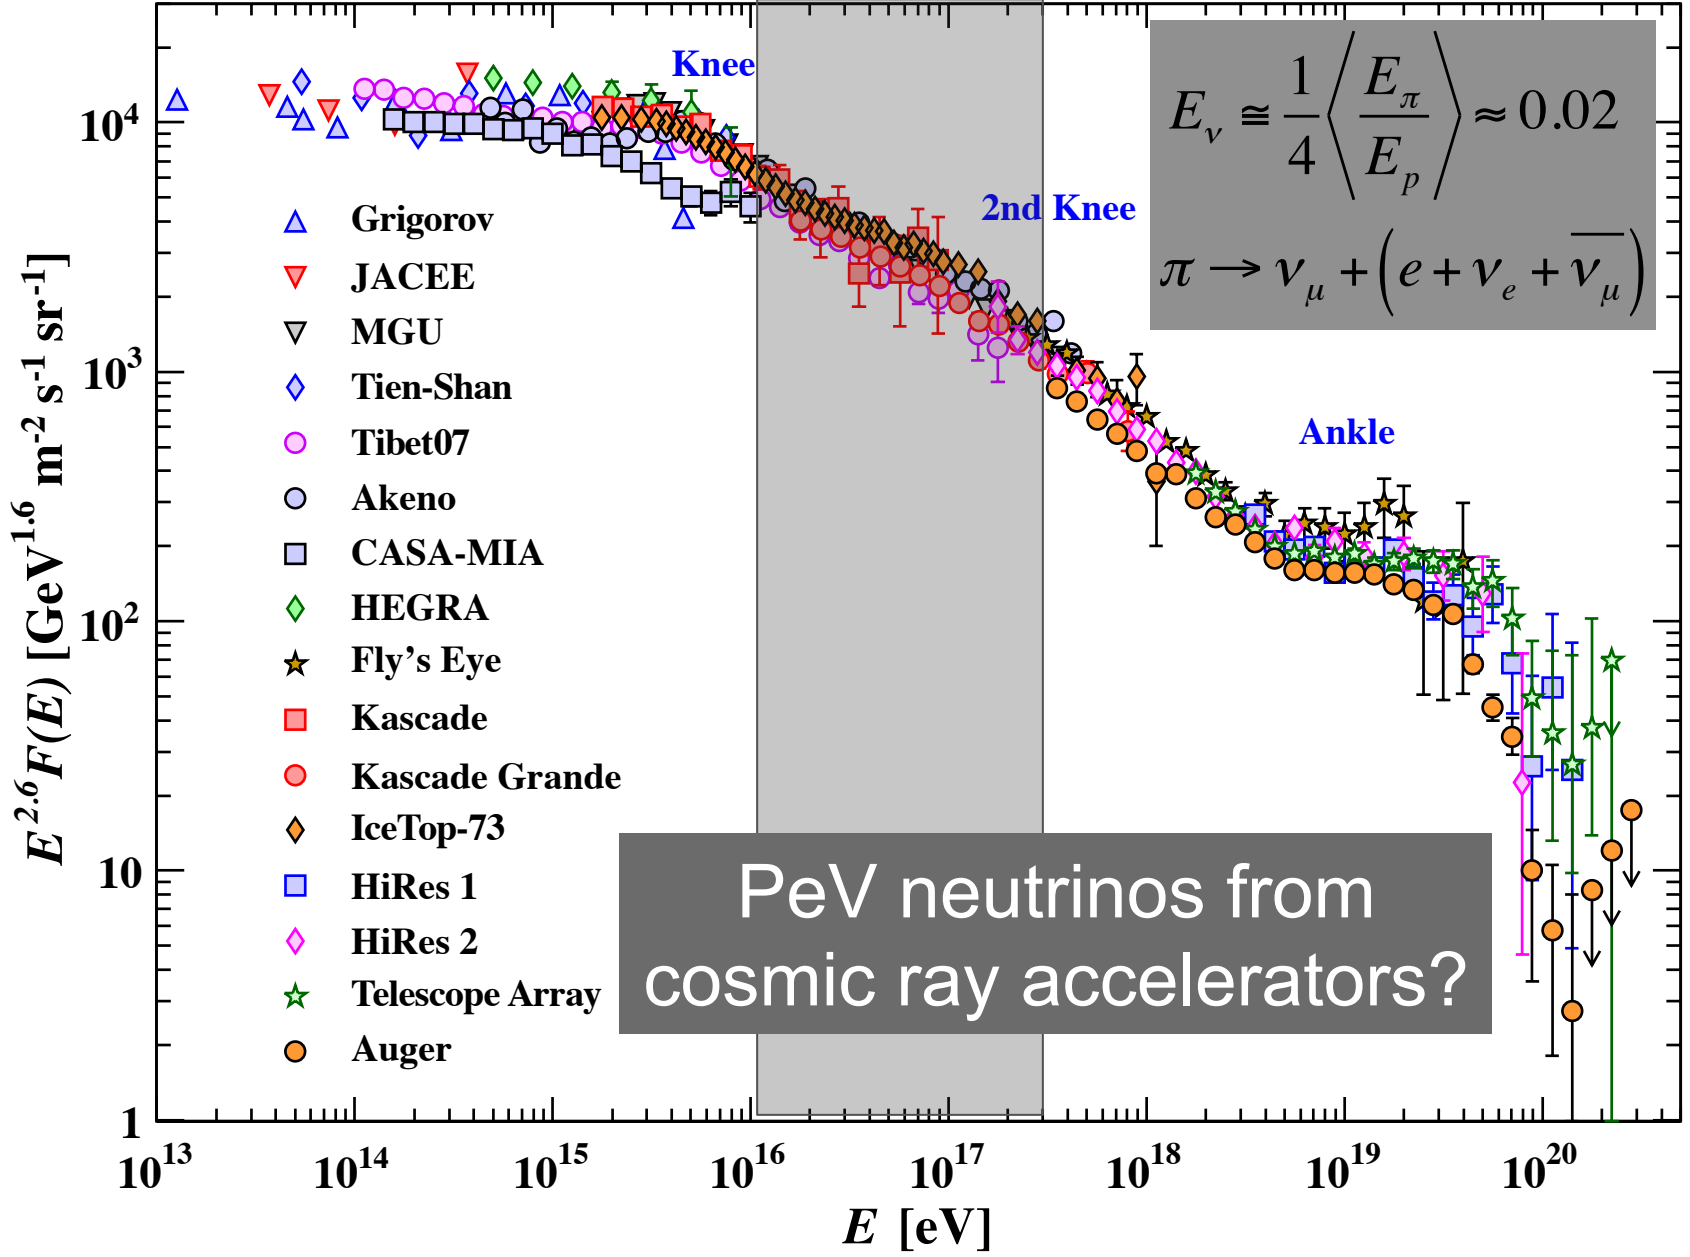 Knee
2nd Knee
Ankle
E_ν ≅ 1/4 ⟨E_π/E_p⟩ ≈ 0.02
π → ν_μ + (e + ν_e + \overline{ν_μ})
Grigorov
JACEE
MGU
Tien-Shan
Tibet07
Akeno
CASA-MIA
HEGRA
Fly's Eye
Kascade
Kascade Grande
IceTop-73
HiRes 1
HiRes 2
Telescope Array
Auger
PeV neutrinos from
cosmic ray accelerators?
E^2.6 F(E) [GeV^1.6 m^-2 s^-1 sr^-1]
10^4
10^3
10^2
10
1
10^13 10^14 10^15 10^16 10^17 10^18 10^19 10^20
E [eV]